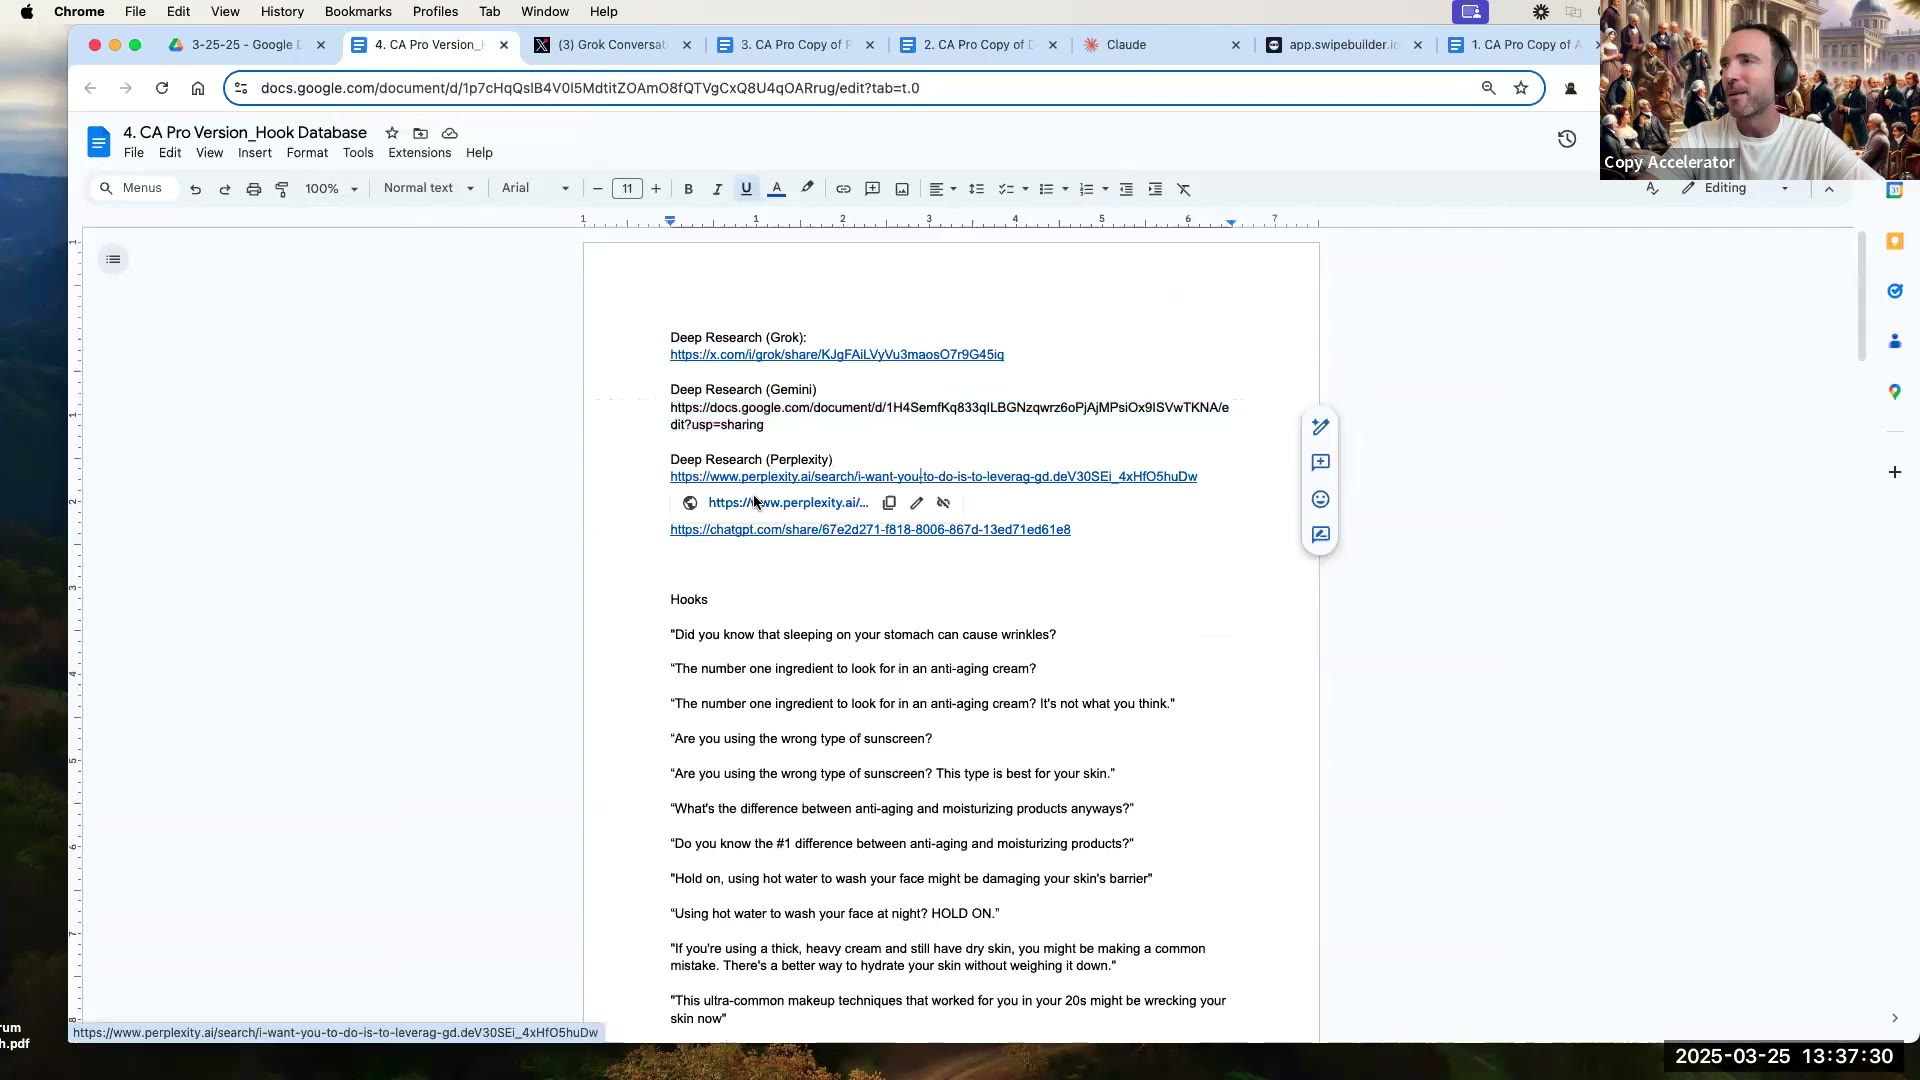 Chrome File Edit View History Bookmarks Profiles Tab Window Help
3-25-25 - Google D
4. CA Pro Version_H
(3) Grok Conversati
3. CA Pro Copy of P
2. CA Pro Copy of D
Claude
app.swipebuilder.io
1. CA Pro Copy of A
docs.google.com/document/d/1p7cHqQslB4V0I5MdtitZOAmO8fQTVgCxQ8U4qOARrug/edit?tab=t.0
4. CA Pro Version_Hook Database
File Edit View Insert Format Tools Extensions Help
Copy Accelerator
Menus 100% Normal text Arial 11 B I U A Editing
1 1 2 3 4 5 6 7
Deep Research (Grok):
https://x.com/i/grok/share/KJgFAiLVyVu3maosO7r9G45iq
Deep Research (Gemini)
https://docs.google.com/document/d/1H4SemfKq833qILBGNzqwrz6oPjAjMPsiOx9ISVwTKNA/e
dit?usp=sharing
Deep Research (Perplexity)
https://www.perplexity.ai/search/i-want-you-to-do-is-to-leverag-gd.deV30SEi_4xHfO5huDw
https://www.perplexity.ai/...
https://chatgpt.com/share/67e2d271-f818-8006-867d-13ed71ed61e8
Hooks
"Did you know that sleeping on your stomach can cause wrinkles?
“The number one ingredient to look for in an anti-aging cream?
“The number one ingredient to look for in an anti-aging cream? It's not what you think."
“Are you using the wrong type of sunscreen?
“Are you using the wrong type of sunscreen? This type is best for your skin.”
“What's the difference between anti-aging and moisturizing products anyways?”
“Do you know the #1 difference between anti-aging and moisturizing products?”
"Hold on, using hot water to wash your face might be damaging your skin's barrier"
“Using hot water to wash your face at night? HOLD ON.”
"If you're using a thick, heavy cream and still have dry skin, you might be making a common
mistake. There's a better way to hydrate your skin without weighing it down."
"This ultra-common makeup techniques that worked for you in your 20s might be wrecking your
skin now"
rum
h.pdf
https://www.perplexity.ai/search/i-want-you-to-do-is-to-leverag-gd.deV30SEi_4xHfO5huDw
2025-03-25 13:37:30